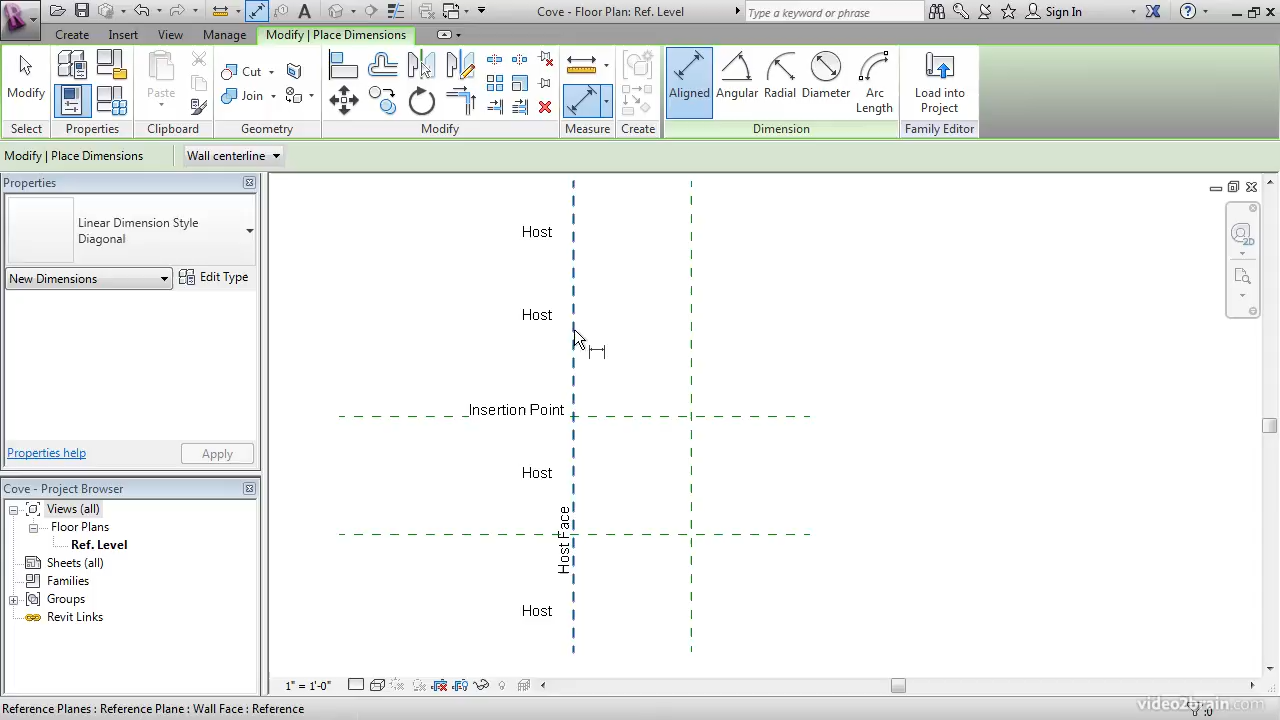 Cove - Floor Plan: Ref. Level
Type a keyword or phrase
Sign In
Create
Insert
View
Manage
Modify | Place Dimensions
Modify
Paste
Cut
Join
Aligned
Angular
Radial
Diameter
Arc
Length
Load into
Project
Select
Properties
Clipboard
Geometry
Modify
Measure
Create
Dimension
Family Editor
Modify | Place Dimensions
Wall centerline
Properties
Linear Dimension Style
Diagonal
New Dimensions
Edit Type
Properties help
Apply
Cove - Project Browser
Views (all)
Floor Plans
Ref. Level
Sheets (all)
Families
Groups
Revit Links
Host
Host
Insertion Point
Host
Host Face
Host
2D
1" = 1'-0"
Reference Planes : Reference Plane : Wall Face : Reference
:0
video2brain.com